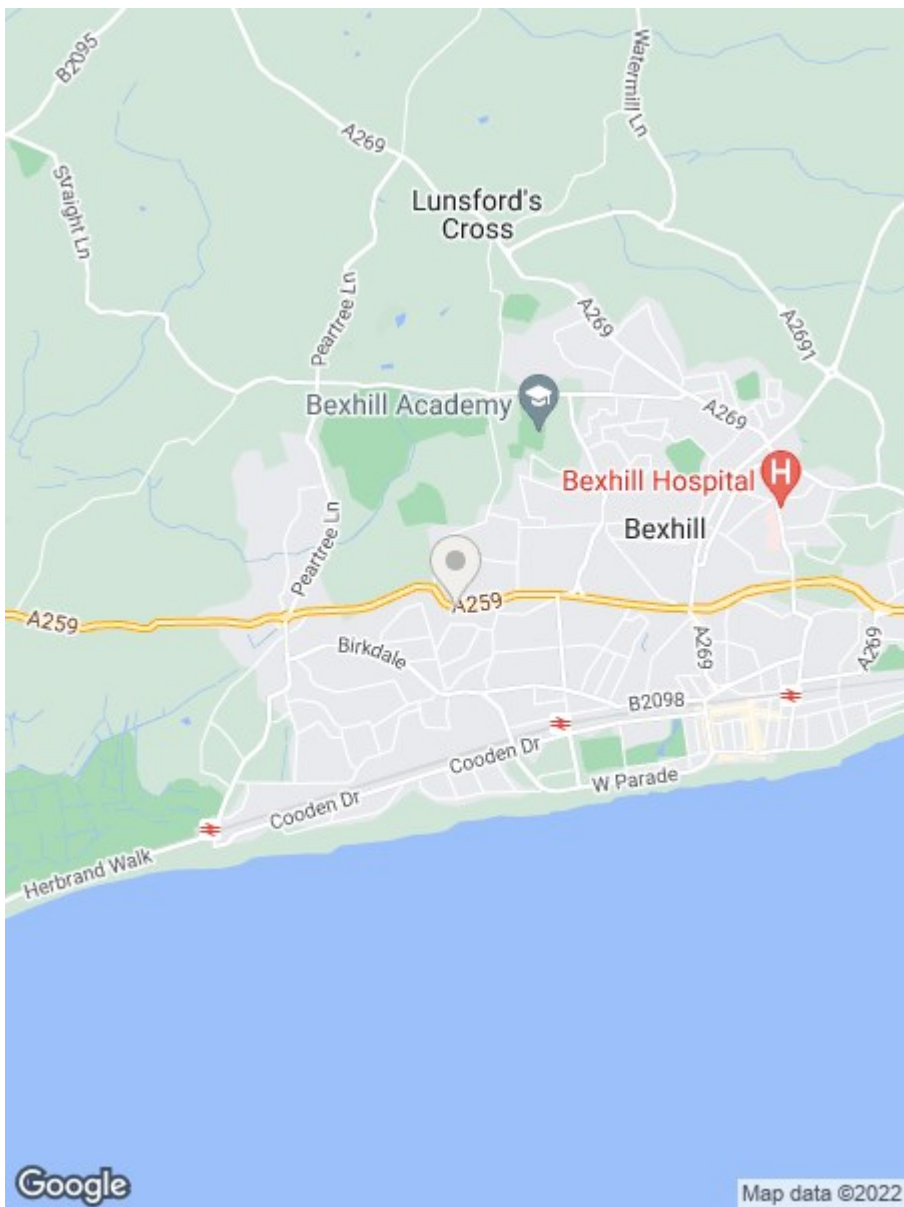 B2095
A269
Watermill Ln
Straight Ln
Lunsford's
Cross
Peartree Ln
A269
A2691
Bexhill Academy
A269
Bexhill Hospital
H
Bexhill
Peartree Ln
A259
A259
Birkdale
A269
A269
B2098
Cooden Dr
W Parade
Cooden Dr
Herbrand Walk
Google
Map data ©2022